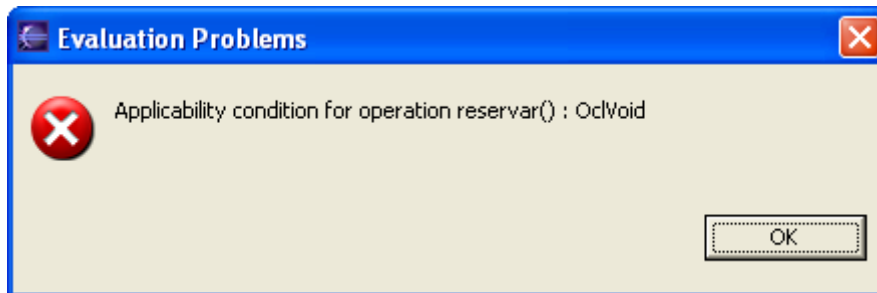 Evaluation Problems
Applicability condition for operation reservar() : OclVoid
OK